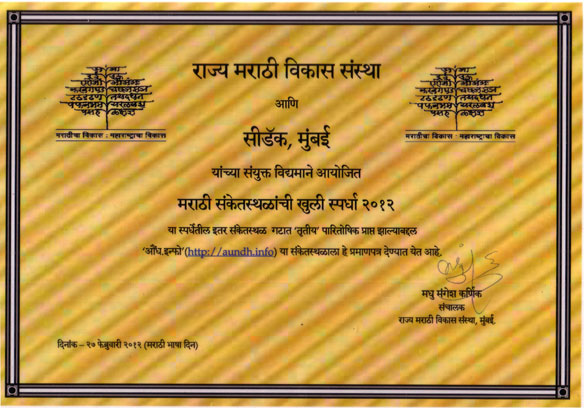 राज्य मराठी विकास संस्था
आणि
सीडॅक, मुंबई
यांच्या संयुक्त विद्यमाने आयोजित
मराठी संकेतस्थळांची खुली स्पर्धा २०१२
या स्पर्धेतील इतर संकेतस्थळ गटात 'तृतीय' पारितोषिक प्राप्त झाल्याबद्दल
'औंध.इन्फो'(http://aundh.info) या संकेतस्थळाला हे प्रमाणपत्र देण्यात येत आहे.
मराठीचा विकास : महाराष्ट्राचा विकास
मराठीचा विकास : महाराष्ट्राचा विकास
मधु मंगेश कर्णिक
संचालक
राज्य मराठी विकास संस्था, मुंबई.
दिनांक – २७ फेब्रुवारी २०१२ (मराठी भाषा दिन)